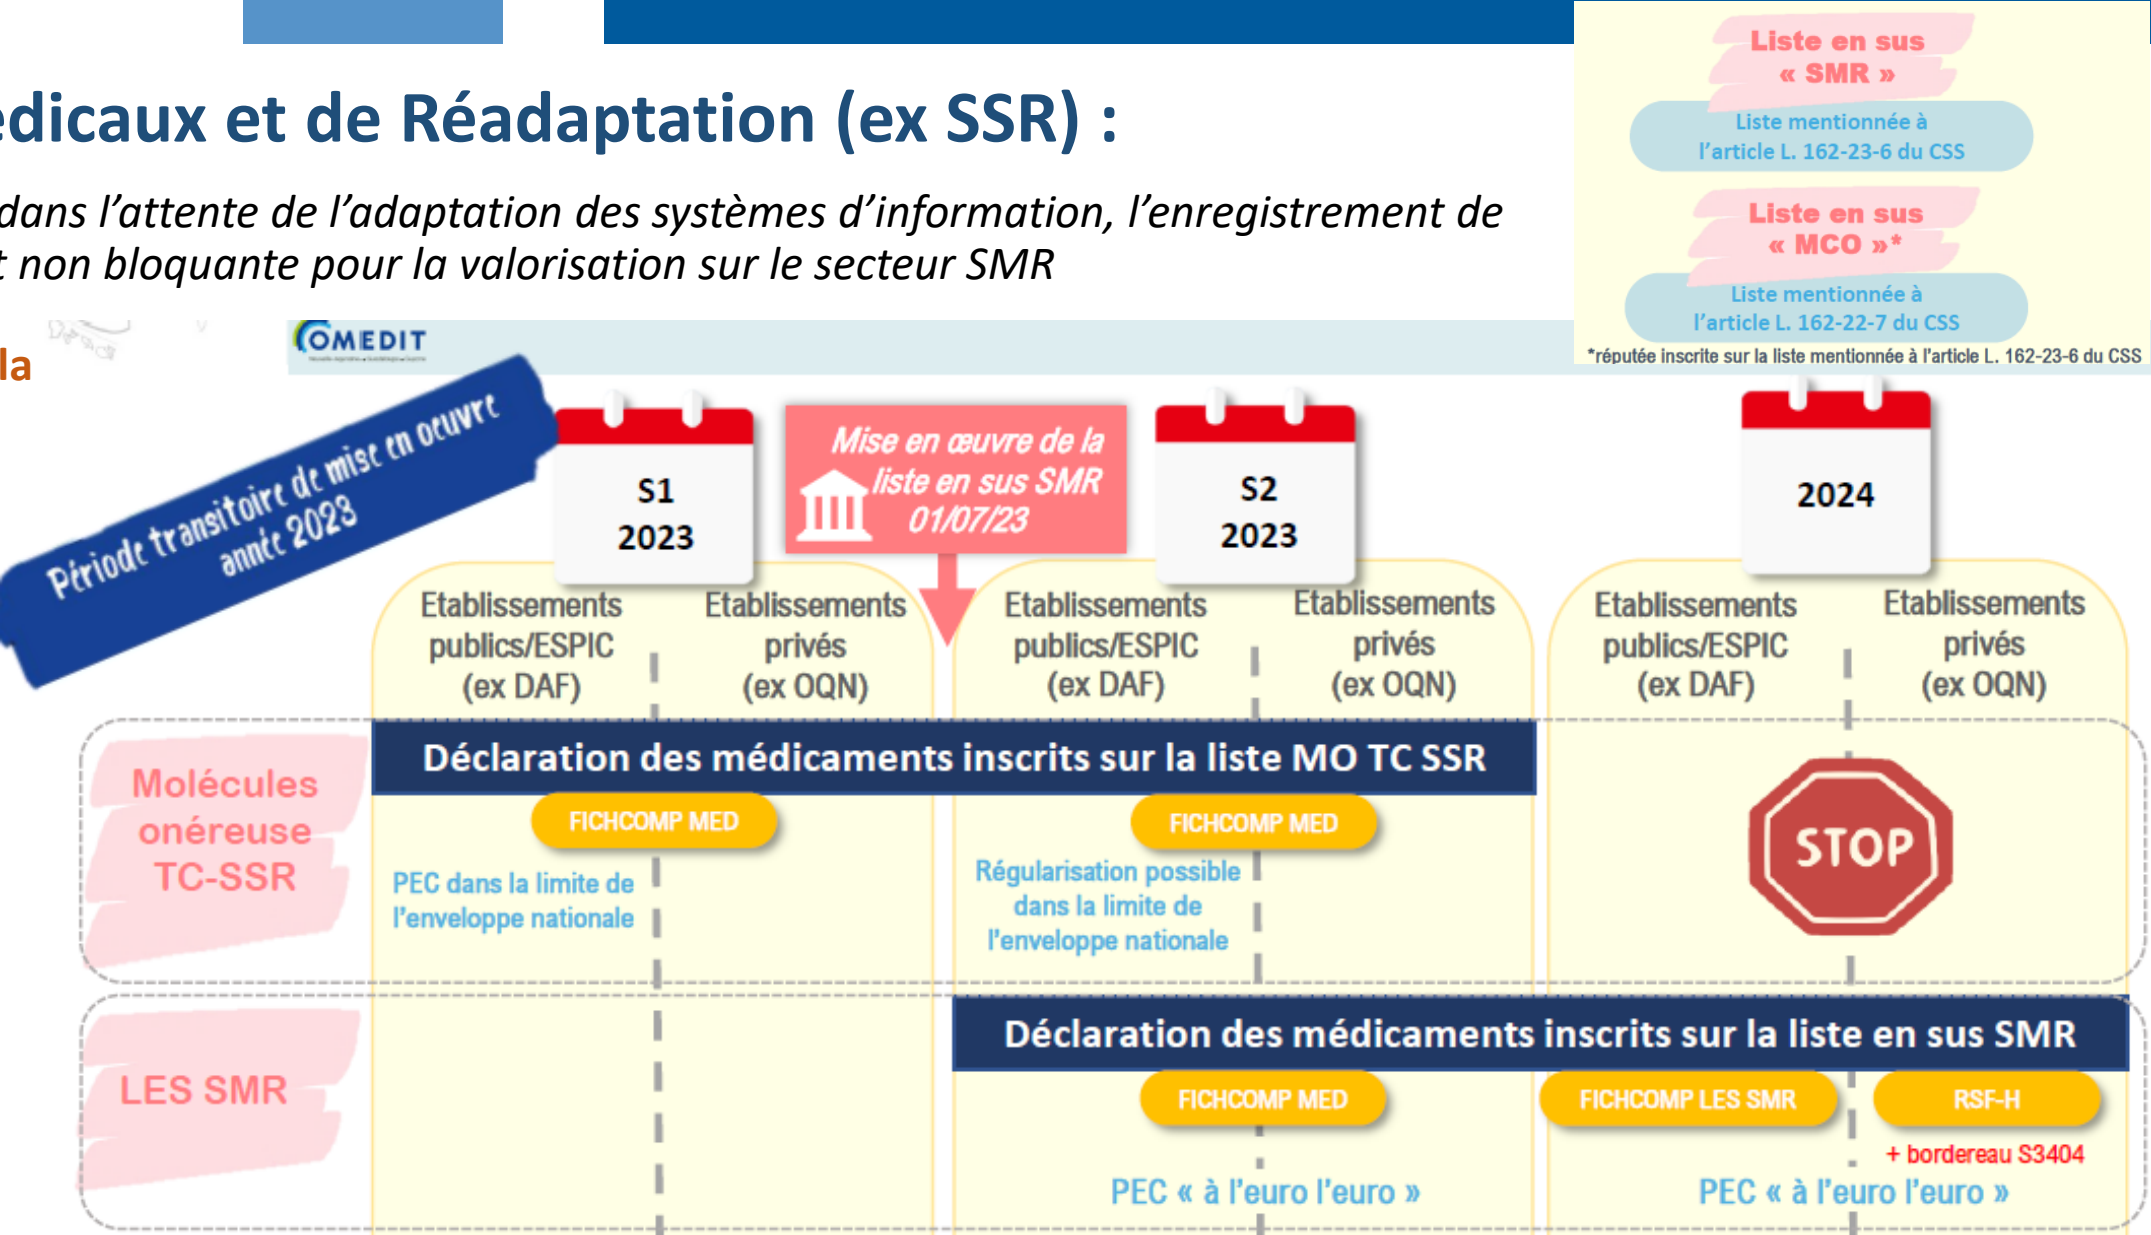 édicaux et de Réadaptation (ex SSR) :
dans l’attente de l’adaptation des systèmes d’information, l’enregistrement de
t non bloquante pour la valorisation sur le secteur SMR
Liste en sus
« SMR »
Liste mentionnée à
l’article L. 162-23-6 du CSS
Liste en sus
« MCO »*
Liste mentionnée à
l’article L. 162-22-7 du CSS
*réputée inscrite sur la liste mentionnée à l’article L. 162-23-6 du CSS
la
OMEDIT
Période transitoire de mise en oeuvre
année 2023
S1
2023
Mise en œuvre de la
liste en sus SMR
01/07/23
S2
2023
2024
Etablissements
publics/ESPIC
(ex DAF)
Etablissements
privés
(ex OQN)
Etablissements
publics/ESPIC
(ex DAF)
Etablissements
privés
(ex OQN)
Etablissements
publics/ESPIC
(ex DAF)
Etablissements
privés
(ex OQN)
Molécules
onéreuse
TC-SSR
Déclaration des médicaments inscrits sur la liste MO TC SSR
FICHCOMP MED
PEC dans la limite de
l’enveloppe nationale
FICHCOMP MED
Régularisation possible
dans la limite de
l’enveloppe nationale
STOP
LES SMR
Déclaration des médicaments inscrits sur la liste en sus SMR
FICHCOMP MED
FICHCOMP LES SMR
RSF-H
+ bordereau S3404
PEC « à l’euro l’euro »
PEC « à l’euro l’euro »